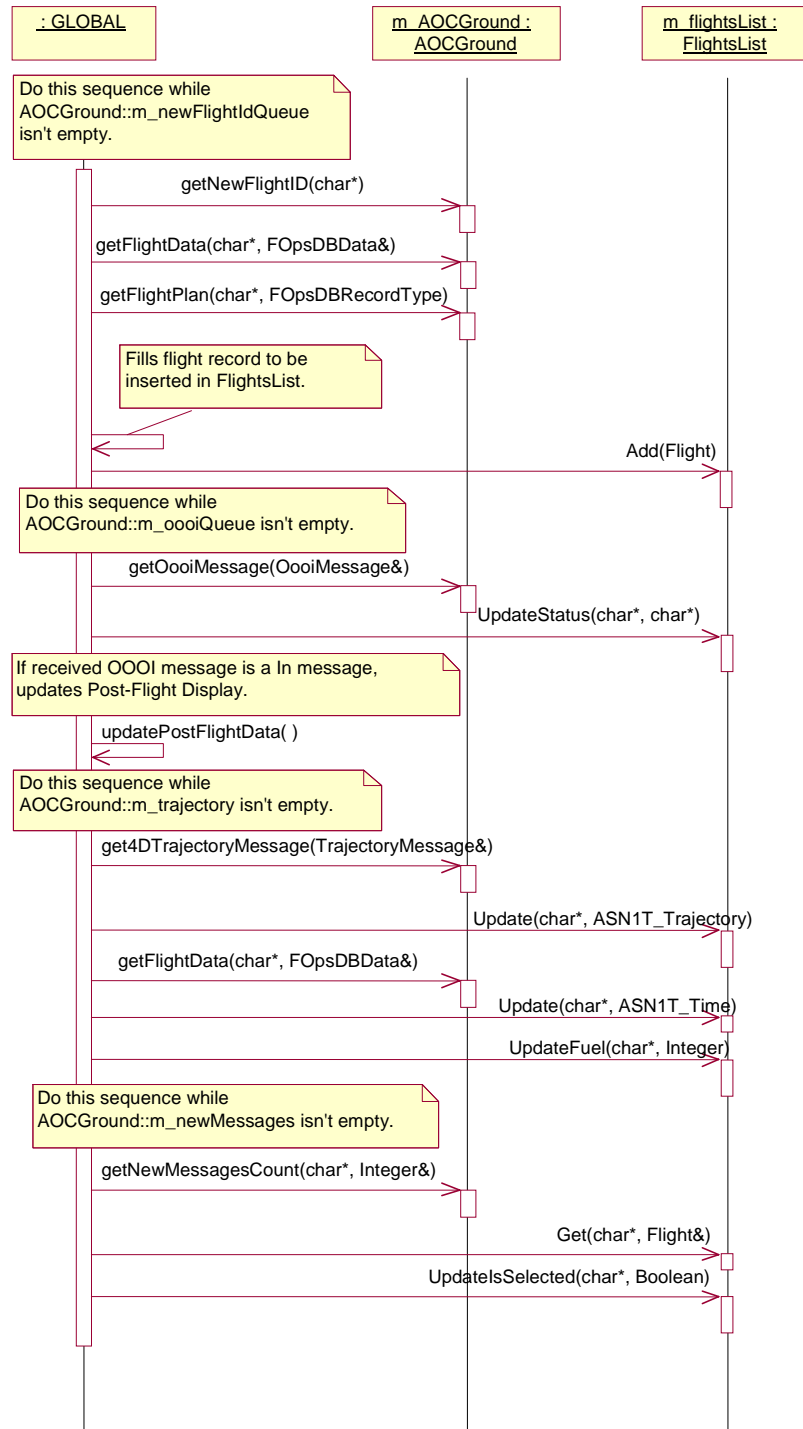 : GLOBAL
m_AOCGround :
AOCGround
m_flightsList :
FlightsList
Do this sequence while
AOCGround::m_newFlightIdQueue
isn't empty.
getNewFlightID(char*)
getFlightData(char*, FOpsDBData&)
getFlightPlan(char*, FOpsDBRecordType)
Fills flight record to be
inserted in FlightsList.
Add(Flight)
Do this sequence while
AOCGround::m_oooiQueue isn't empty.
getOooiMessage(OooiMessage&)
UpdateStatus(char*, char*)
If received OOOI message is a In message,
updates Post-Flight Display.
updatePostFlightData( )
Do this sequence while
AOCGround::m_trajectory isn't empty.
get4DTrajectoryMessage(TrajectoryMessage&)
Update(char*, ASN1T_Trajectory)
getFlightData(char*, FOpsDBData&)
Update(char*, ASN1T_Time)
UpdateFuel(char*, Integer)
Do this sequence while
AOCGround::m_newMessages isn't empty.
getNewMessagesCount(char*, Integer&)
Get(char*, Flight&)
UpdateIsSelected(char*, Boolean)